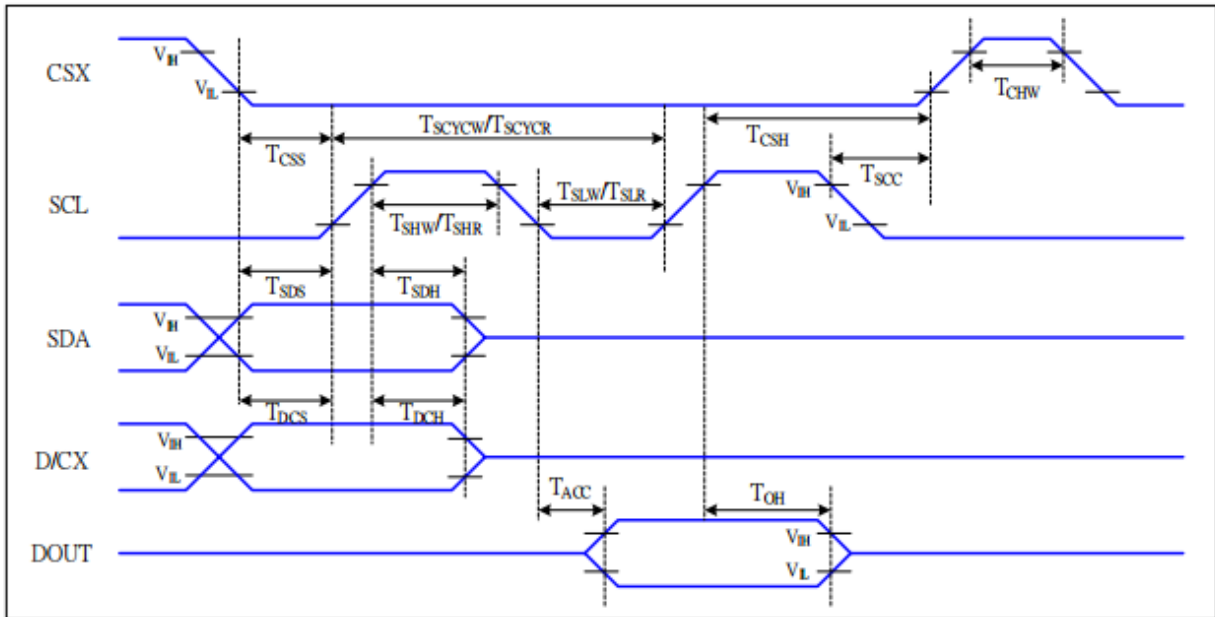 CSX
VIH
VIL
TCHW
TSCYCW/TSCYCR
TCSH
TCSS
TSCC
SCL
TSLW/TSLR
VIH
TSHW/TSHR
VIL
TSDS
TSDH
SDA
VIH
VIL
TDCS
TDCH
D/CX
VIH
VIL
TACC
TOH
DOUT
VIH
VIL